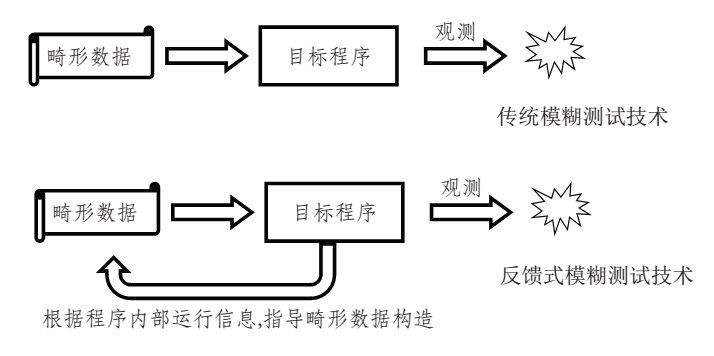 观测
畸形数据
目标程序
传统模糊测试技术
观测
畸形数据
目标程序
反馈式模糊测试技术
根据程序内部运行信息,指导畸形数据构造